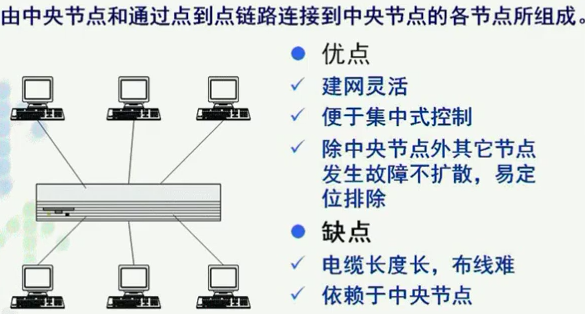 由中央节点和通过点到点链路连接到中央节点的各节点所组成。
优点
建网灵活
便于集中式控制
除中央节点外其它节点
发生故障不扩散，易定
位排除
缺点
电缆长度长，布线难
依赖于中央节点